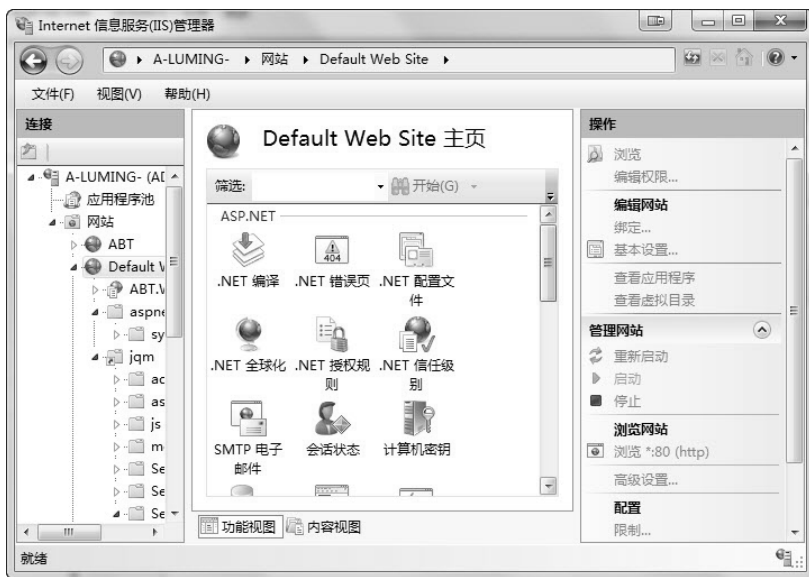 Internet 信息服务(IIS)管理器
A-LUMING- 网站 Default Web Site
文件(F) 视图(V) 帮助(H)
连接
A-LUMING- (AD
应用程序池
网站
ABT
Default
ABT.
aspne
sy
jqm
ac
as
js
m
Se
Se
Se
Default Web Site 主页
筛选: 开始(G)
ASP.NET
.NET 编译
404
.NET 错误页
.NET 配置文
件
.NET 全球化
.NET 授权规
则
.NET 信任级
别
SMTP 电子
邮件
会话状态
计算机密钥
功能视图 内容视图
操作
浏览
编辑权限...
编辑网站
绑定...
基本设置...
查看应用程序
查看虚拟目录
管理网站
重新启动
启动
停止
浏览网站
浏览 *:80 (http)
高级设置...
配置
限制...
就绪